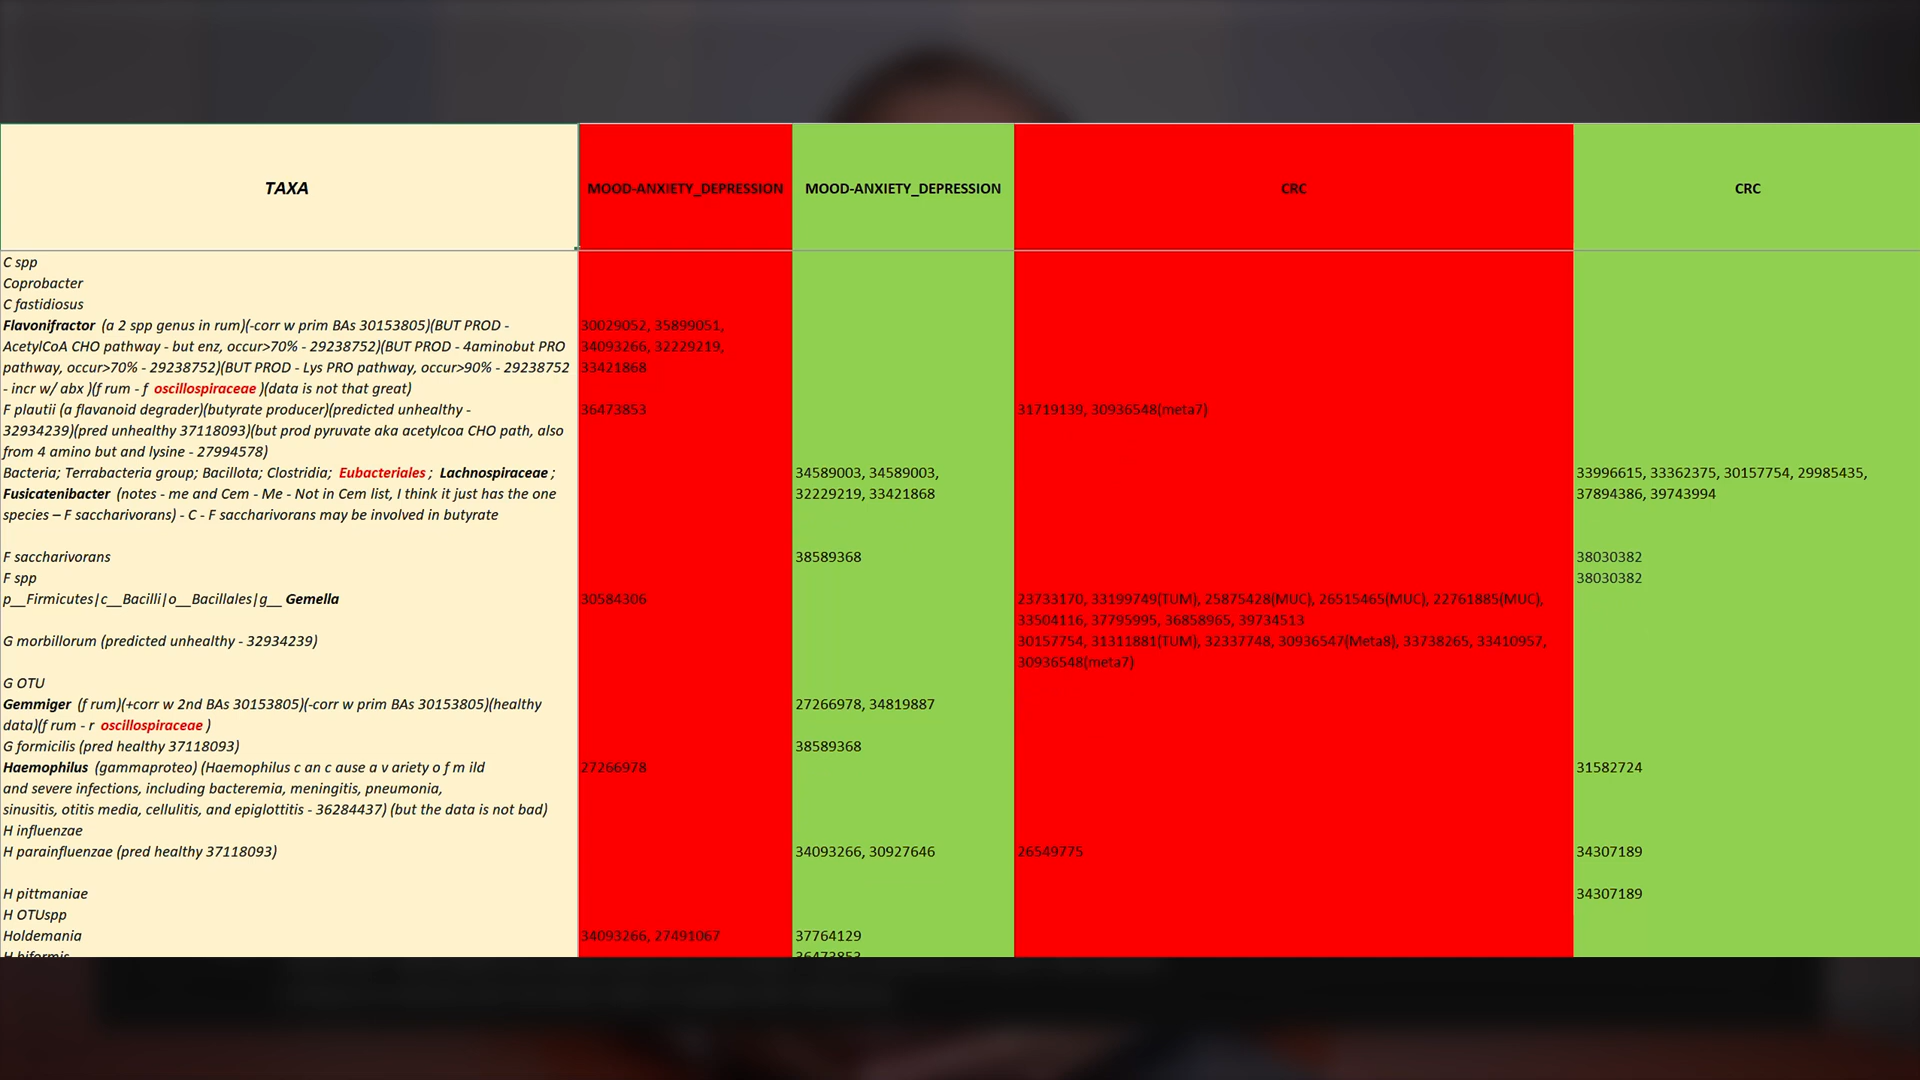 TAXA MOOD-ANXIETY_DEPRESSION MOOD-ANXIETY_DEPRESSION CRC CRC
C spp
Coprobacter
C fastidiosus
Flavonifractor (a 2 spp genus in rum)(-corr w prim BAs 30153805)(BUT PROD - 30029052, 35899051,
AcetylCoA CHO pathway - but enz, occur>70% - 29238752)(BUT PROD - 4aminobut PRO 34093266, 32229219,
pathway, occur>70% - 29238752)(BUT PROD - Lys PRO pathway, occur>90% - 29238752 33421868
- incr w/ abx )(f rum - f oscillospiraceae )(data is not that great)
F plautii (a flavanoid degrader)(butyrate producer)(predicted unhealthy - 36473853 31719139, 30936548(meta7)
32934239)(pred unhealthy 37118093)(but prod pyruvate aka acetylcoa CHO path, also
from 4 amino but and lysine - 27994578)
Bacteria; Terrabacteria group; Bacillota; Clostridia; Eubacteriales ; Lachnospiraceae ; 34589003, 34589003, 33996615, 33362375, 30157754, 29985435,
Fusicatenibacter (notes - me and Cem - Me - Not in Cem list, I think it just has the one 32229219, 33421868 37894386, 39743994
species – F saccharivorans) - C - F saccharivorans may be involved in butyrate
F saccharivorans 38589368 38030382
F spp 38030382
p__Firmicutes|c__Bacilli|o__Bacillales|g__ Gemella 30584306 23733170, 33199749(TUM), 25875428(MUC), 26515465(MUC), 22761885(MUC),
33504116, 37795995, 36858965, 39734513
G morbillorum (predicted unhealthy - 32934239) 30157754, 31311881(TUM), 32337748, 30936547(Meta8), 33738265, 33410957,
30936548(meta7)
G OTU
Gemmiger (f rum)(+corr w 2nd BAs 30153805)(-corr w prim BAs 30153805)(healthy 27266978, 34819887
data)(f rum - r oscillospiraceae )
G formicilis (pred healthy 37118093) 38589368
Haemophilus (gammaproteo) (Haemophilus c an c ause a v ariety o f m ild 27266978 31582724
and severe infections, including bacteremia, meningitis, pneumonia,
sinusitis, otitis media, cellulitis, and epiglottitis - 36284437) (but the data is not bad)
H influenzae
H parainfluenzae (pred healthy 37118093) 34093266, 30927646 26549775 34307189
H pittmaniae 34307189
H OTUspp
Holdemania 34093266, 27491067 37764129
H biformis 36473853